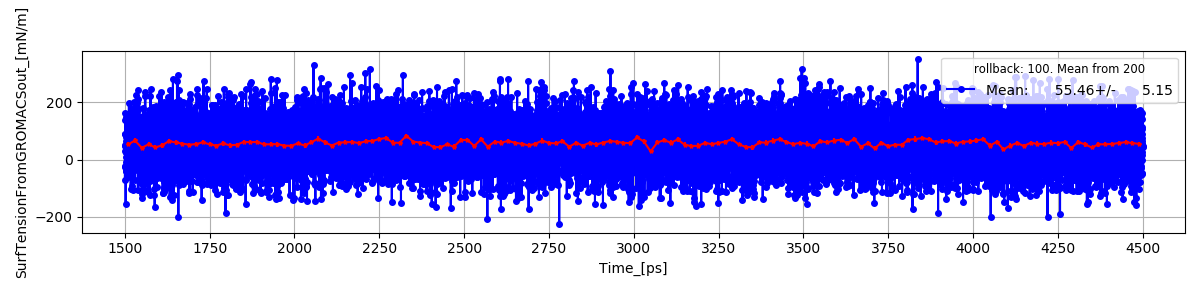 SurfTensionFromGROMACSout_[mN/m]
200
0
−200
rollback: 100. Mean from 200
Mean: 55.46+/- 5.15
1500 1750 2000 2250 2500 2750 3000 3250 3500 3750 4000 4250 4500
Time_[ps]